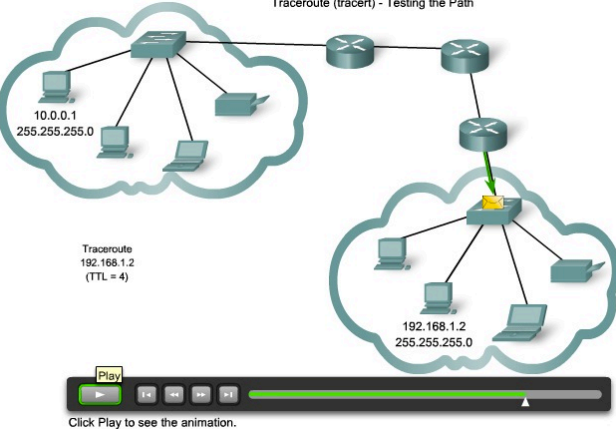 Traceroute (tracert) - Testing the Path
10.0.0.1
255.255.255.0
Traceroute
192.168.1.2
(TTL = 4)
192.168.1.2
255.255.255.0
Play
Click Play to see the animation.